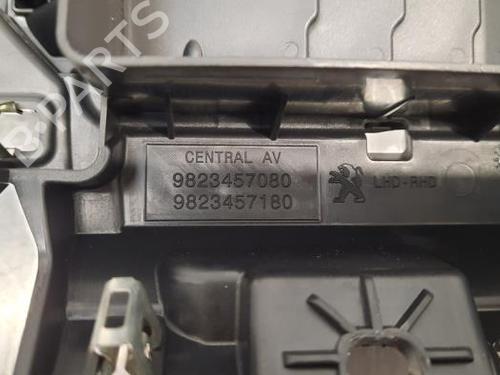 CENTRAL AV
9823457080
9823457180
LHD-RHD
B-PARTS